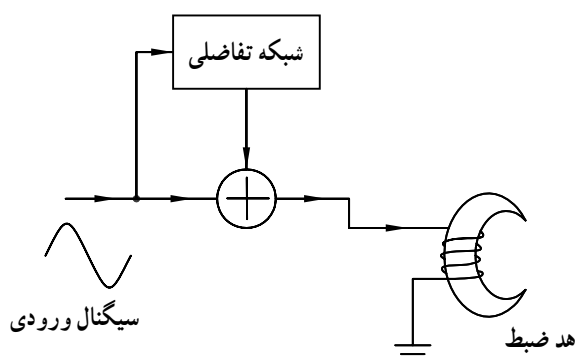 شبکه تفاضلی
سیگنال ورودی
هد ضبط